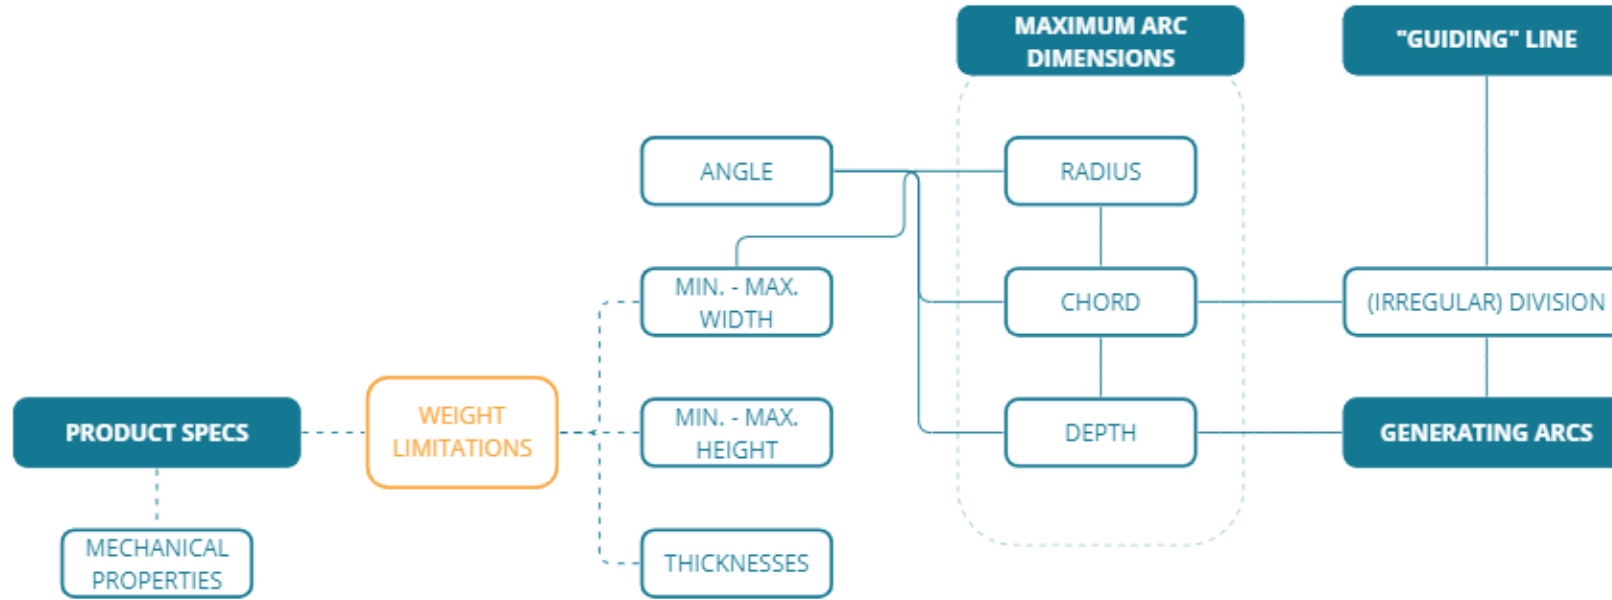 MAXIMUM ARC
DIMENSIONS
"GUIDING" LINE
ANGLE
RADIUS
MIN. - MAX.
WIDTH
CHORD
(IRREGULAR) DIVISION
PRODUCT SPECS
WEIGHT
LIMITATIONS
MIN. - MAX.
HEIGHT
DEPTH
GENERATING ARCS
MECHANICAL
PROPERTIES
THICKNESSES